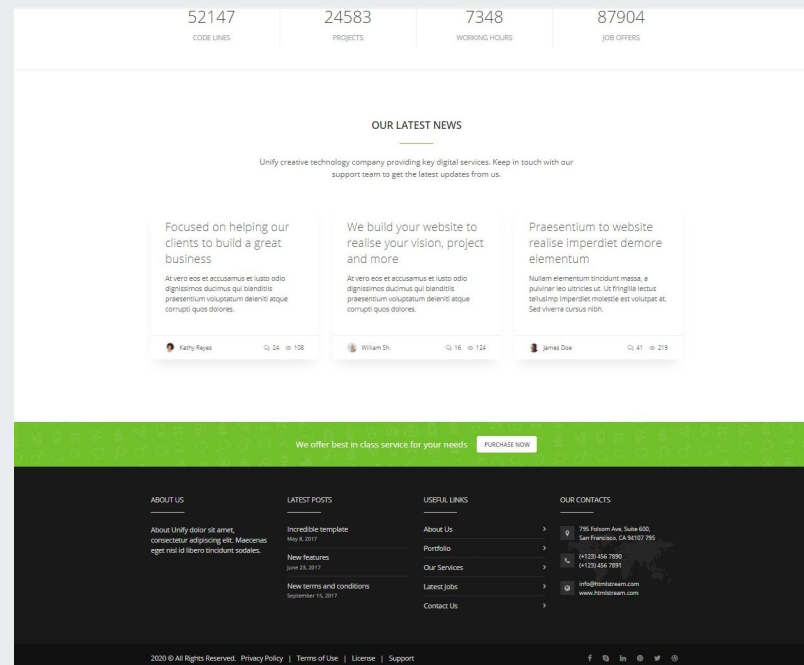 52147
CODE LINES
24583
PROJECTS
7348
WORKING HOURS
87904
JOB OFFERS
OUR LATEST NEWS
Unify creative technology company providing key digital services. Keep in touch with our
support team to get the latest updates from us.
Focused on helping our
clients to build a great
business
At vero eos et accusamus et iusto odio
dignissimos ducimus qui blanditiis
praesentium voluptatum deleniti atque
corrupti quos dolores.
Kathy Reyes 24 108
We build your website to
realise your vision, project
and more
At vero eos et accusamus et iusto odio
dignissimos ducimus qui blanditiis
praesentium voluptatum deleniti atque
corrupti quos dolores.
William Sh. 16 124
Praesentium to website
realise imperdiet demore
elementum
Nullam elementum tincidunt massa, a
pulvinar leo ultricies ut. Ut fringilla lectus
tellusimp imperdiet molestie est volutpat at.
Sed viverra cursus nibh.
James Doe 41 219
We offer best in class service for your needs PURCHASE NOW
ABOUT US
About Unify dolor sit amet,
consectetur adipiscing elit. Maecenas
eget nisl id libero tincidunt sodales.
LATEST POSTS
Incredible template
May 8, 2017
New features
June 23, 2017
New terms and conditions
September 15, 2017
USEFUL LINKS
About Us
Portfolio
Our Services
Latest Jobs
Contact Us
OUR CONTACTS
795 Folsom Ave, Suite 600,
San Francisco, CA 94107 795
(+123) 456 7890
(+123) 456 7891
info@htmlstream.com
www.htmlstream.com
2020 © All Rights Reserved. Privacy Policy | Terms of Use | License | Support